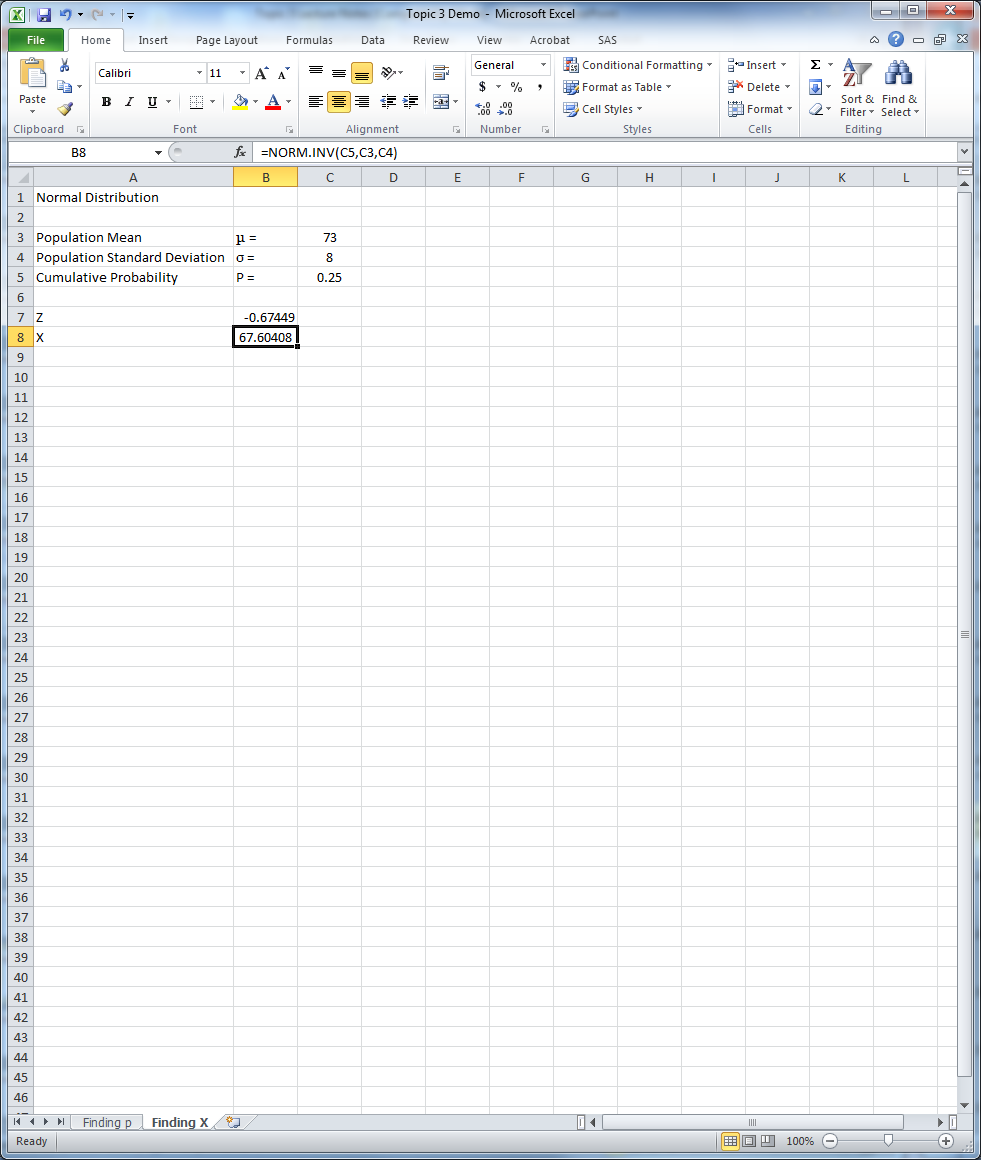 Topic 3 Demo - Microsoft Excel
File Home Insert Page Layout Formulas Data Review View Acrobat SAS
Calibri 11 General Conditional Formatting Insert Σ
Paste B I U $ % , Format as Table Delete Sort & Filter Find & Select
Cell Styles Format
Clipboard Font Alignment Number Styles Cells Editing
B8 fx =NORM.INV(C5,C3,C4)
A B C D E F G H I J K L
1 Normal Distribution
2
3 Population Mean µ = 73
4 Population Standard Deviation σ = 8
5 Cumulative Probability P = 0.25
6
7 Z -0.67449
8 X 67.60408
9
10
11
12
13
14
15
16
17
18
19
20
21
22
23
24
25
26
27
28
29
30
31
32
33
34
35
36
37
38
39
40
41
42
43
44
45
46
Finding p Finding X
Ready 100%